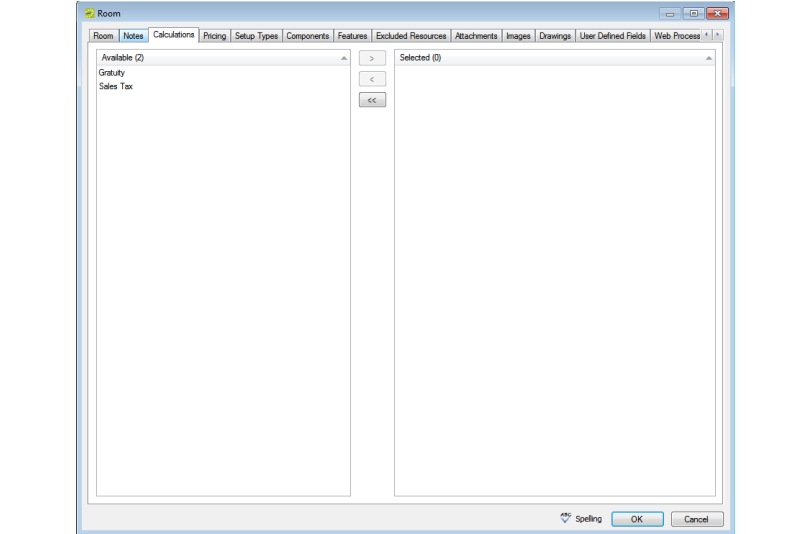 Room
Room Notes Calculations Pricing Setup Types Components Features Excluded Resources Attachments Images Drawings User Defined Fields Web Process
Available (2)
Gratuity
Sales Tax
>
<
<<
Selected (0)
ABC Spelling OK Cancel